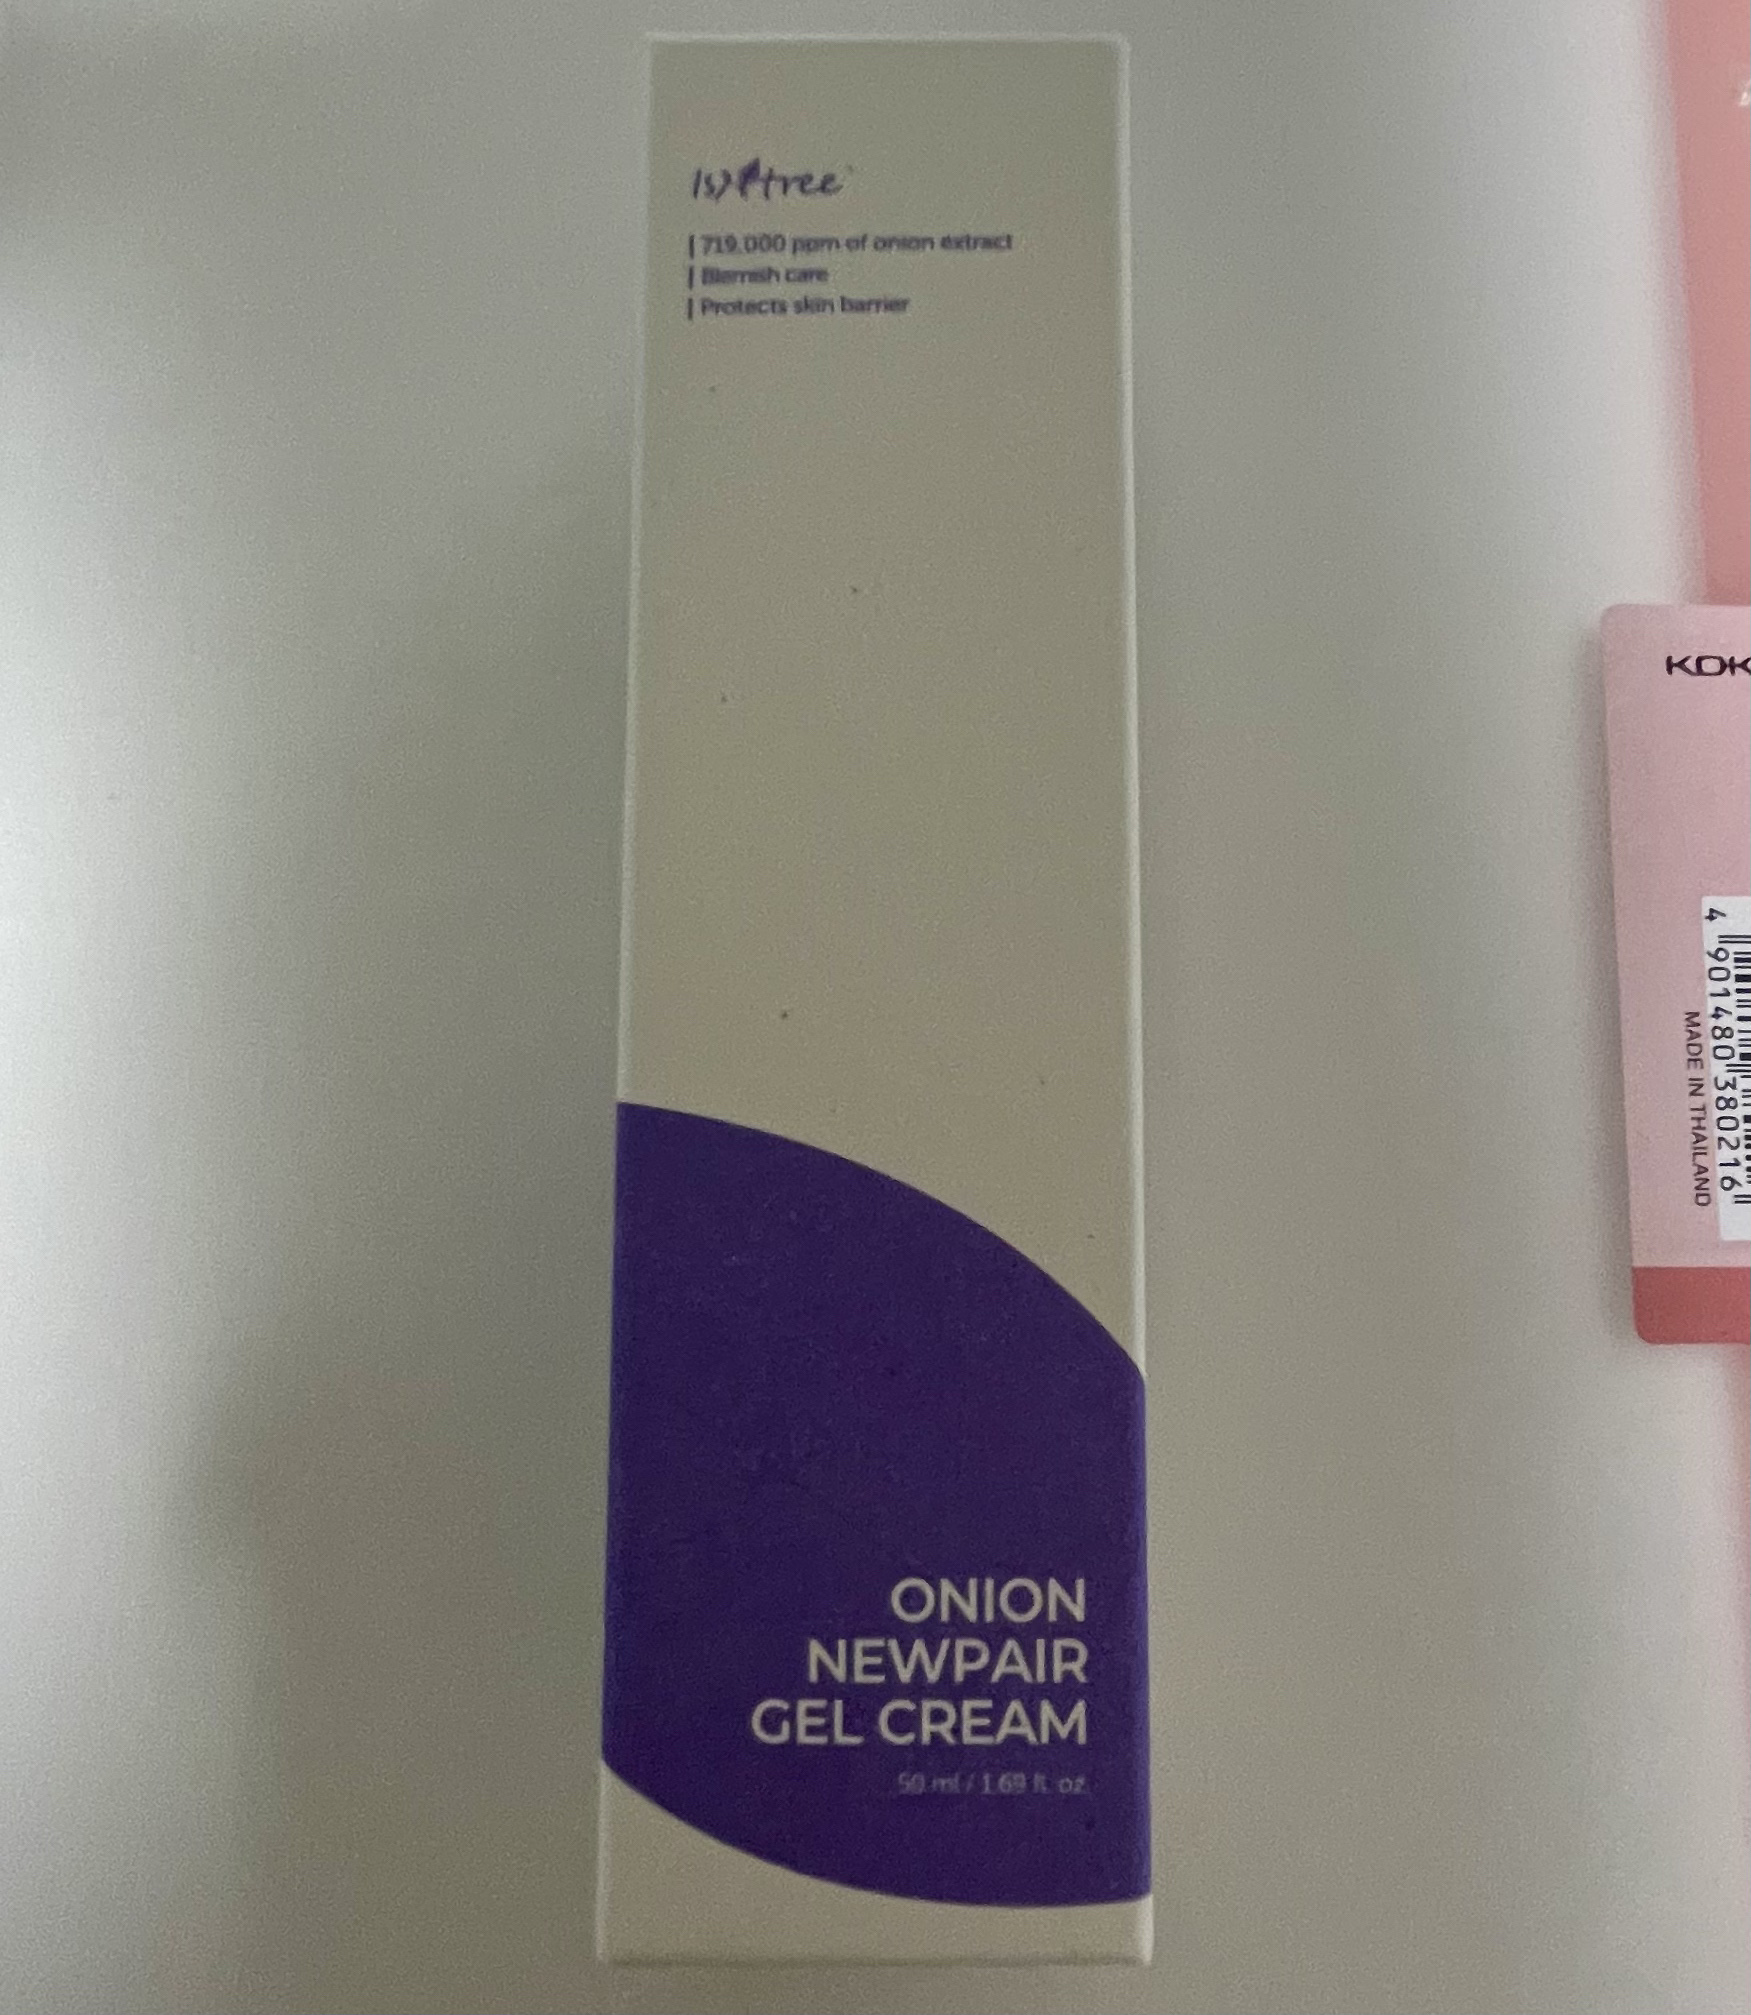 Isntree
719,000 ppm of onion extract
Blemish care
Protects skin barrier
ONION
NEWPAIR
GEL CREAM
50 ml / 1.69 fl. oz.
4 901480 380216
MADE IN THAILAND